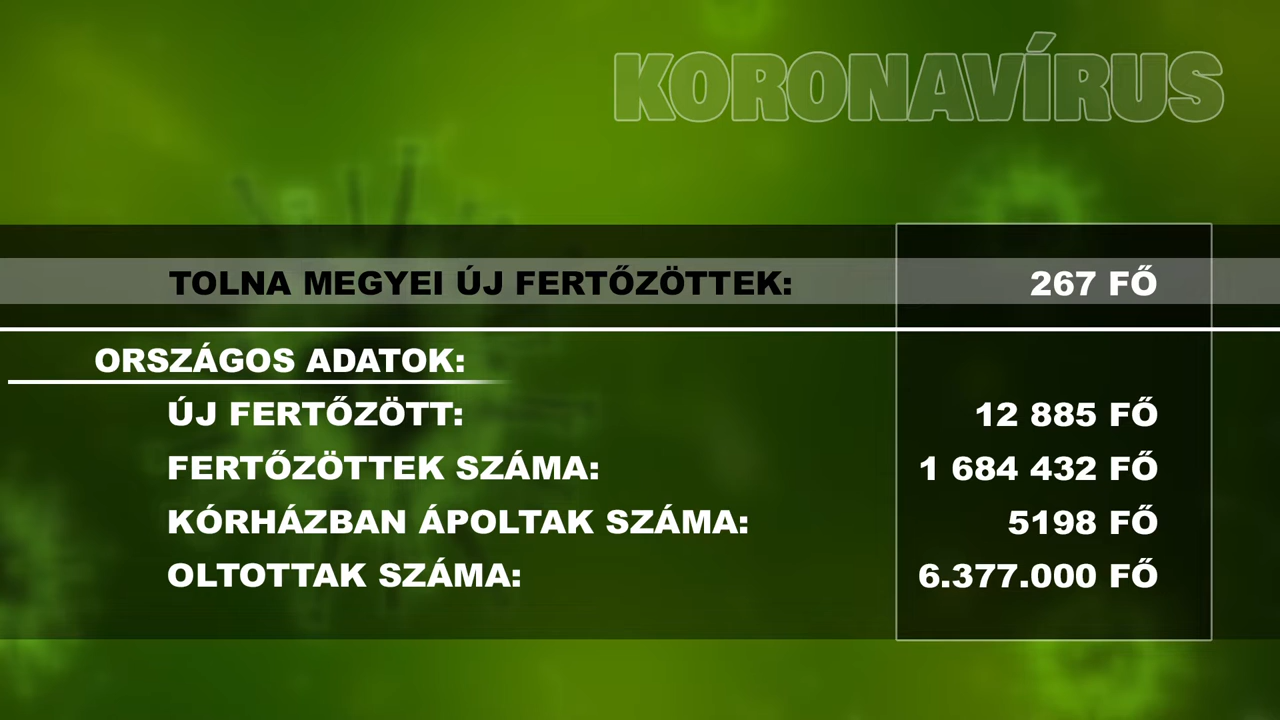 KORONAVÍRUS
TOLNA MEGYEI ÚJ FERTŐZÖTTEK: 267 FŐ
ORSZÁGOS ADATOK:
ÚJ FERTŐZÖTT: 12 885 FŐ
FERTŐZÖTTEK SZÁMA: 1 684 432 FŐ
KÓRHÁZBAN ÁPOLTAK SZÁMA: 5198 FŐ
OLTOTTAK SZÁMA: 6.377.000 FŐ